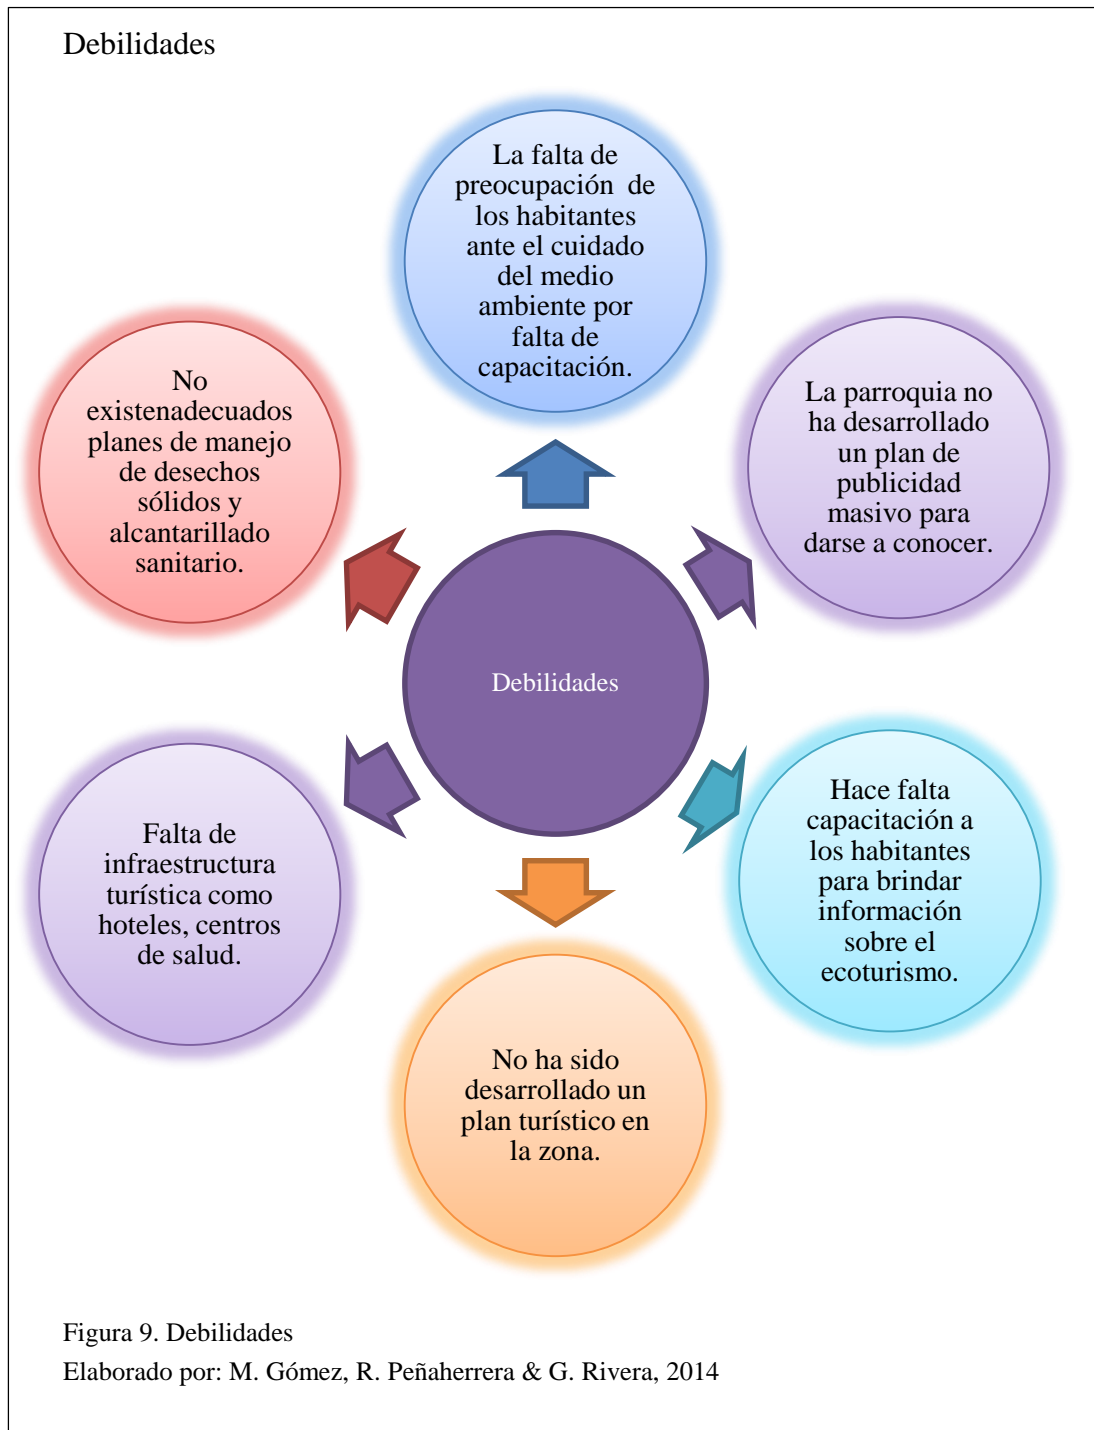 Debilidades
La falta de
preocupación  de
los habitantes
ante el cuidado
del medio
ambiente por
falta de
capacitación.
La parroquia no
ha desarrollado
un plan de
publicidad
masivo para
darse a conocer.
Hace falta
capacitación a
los habitantes
para brindar
información
sobre el
ecoturismo.
No ha sido
desarrollado un
plan turístico en
la zona.
Falta de
infraestructura
turística como
hoteles, centros
de salud.
No
existenadecuados
planes de manejo
de desechos
sólidos y
alcantarillado
sanitario.
Debilidades
Figura 9. Debilidades
Elaborado por: M. Gómez, R. Peñaherrera & G. Rivera, 2014